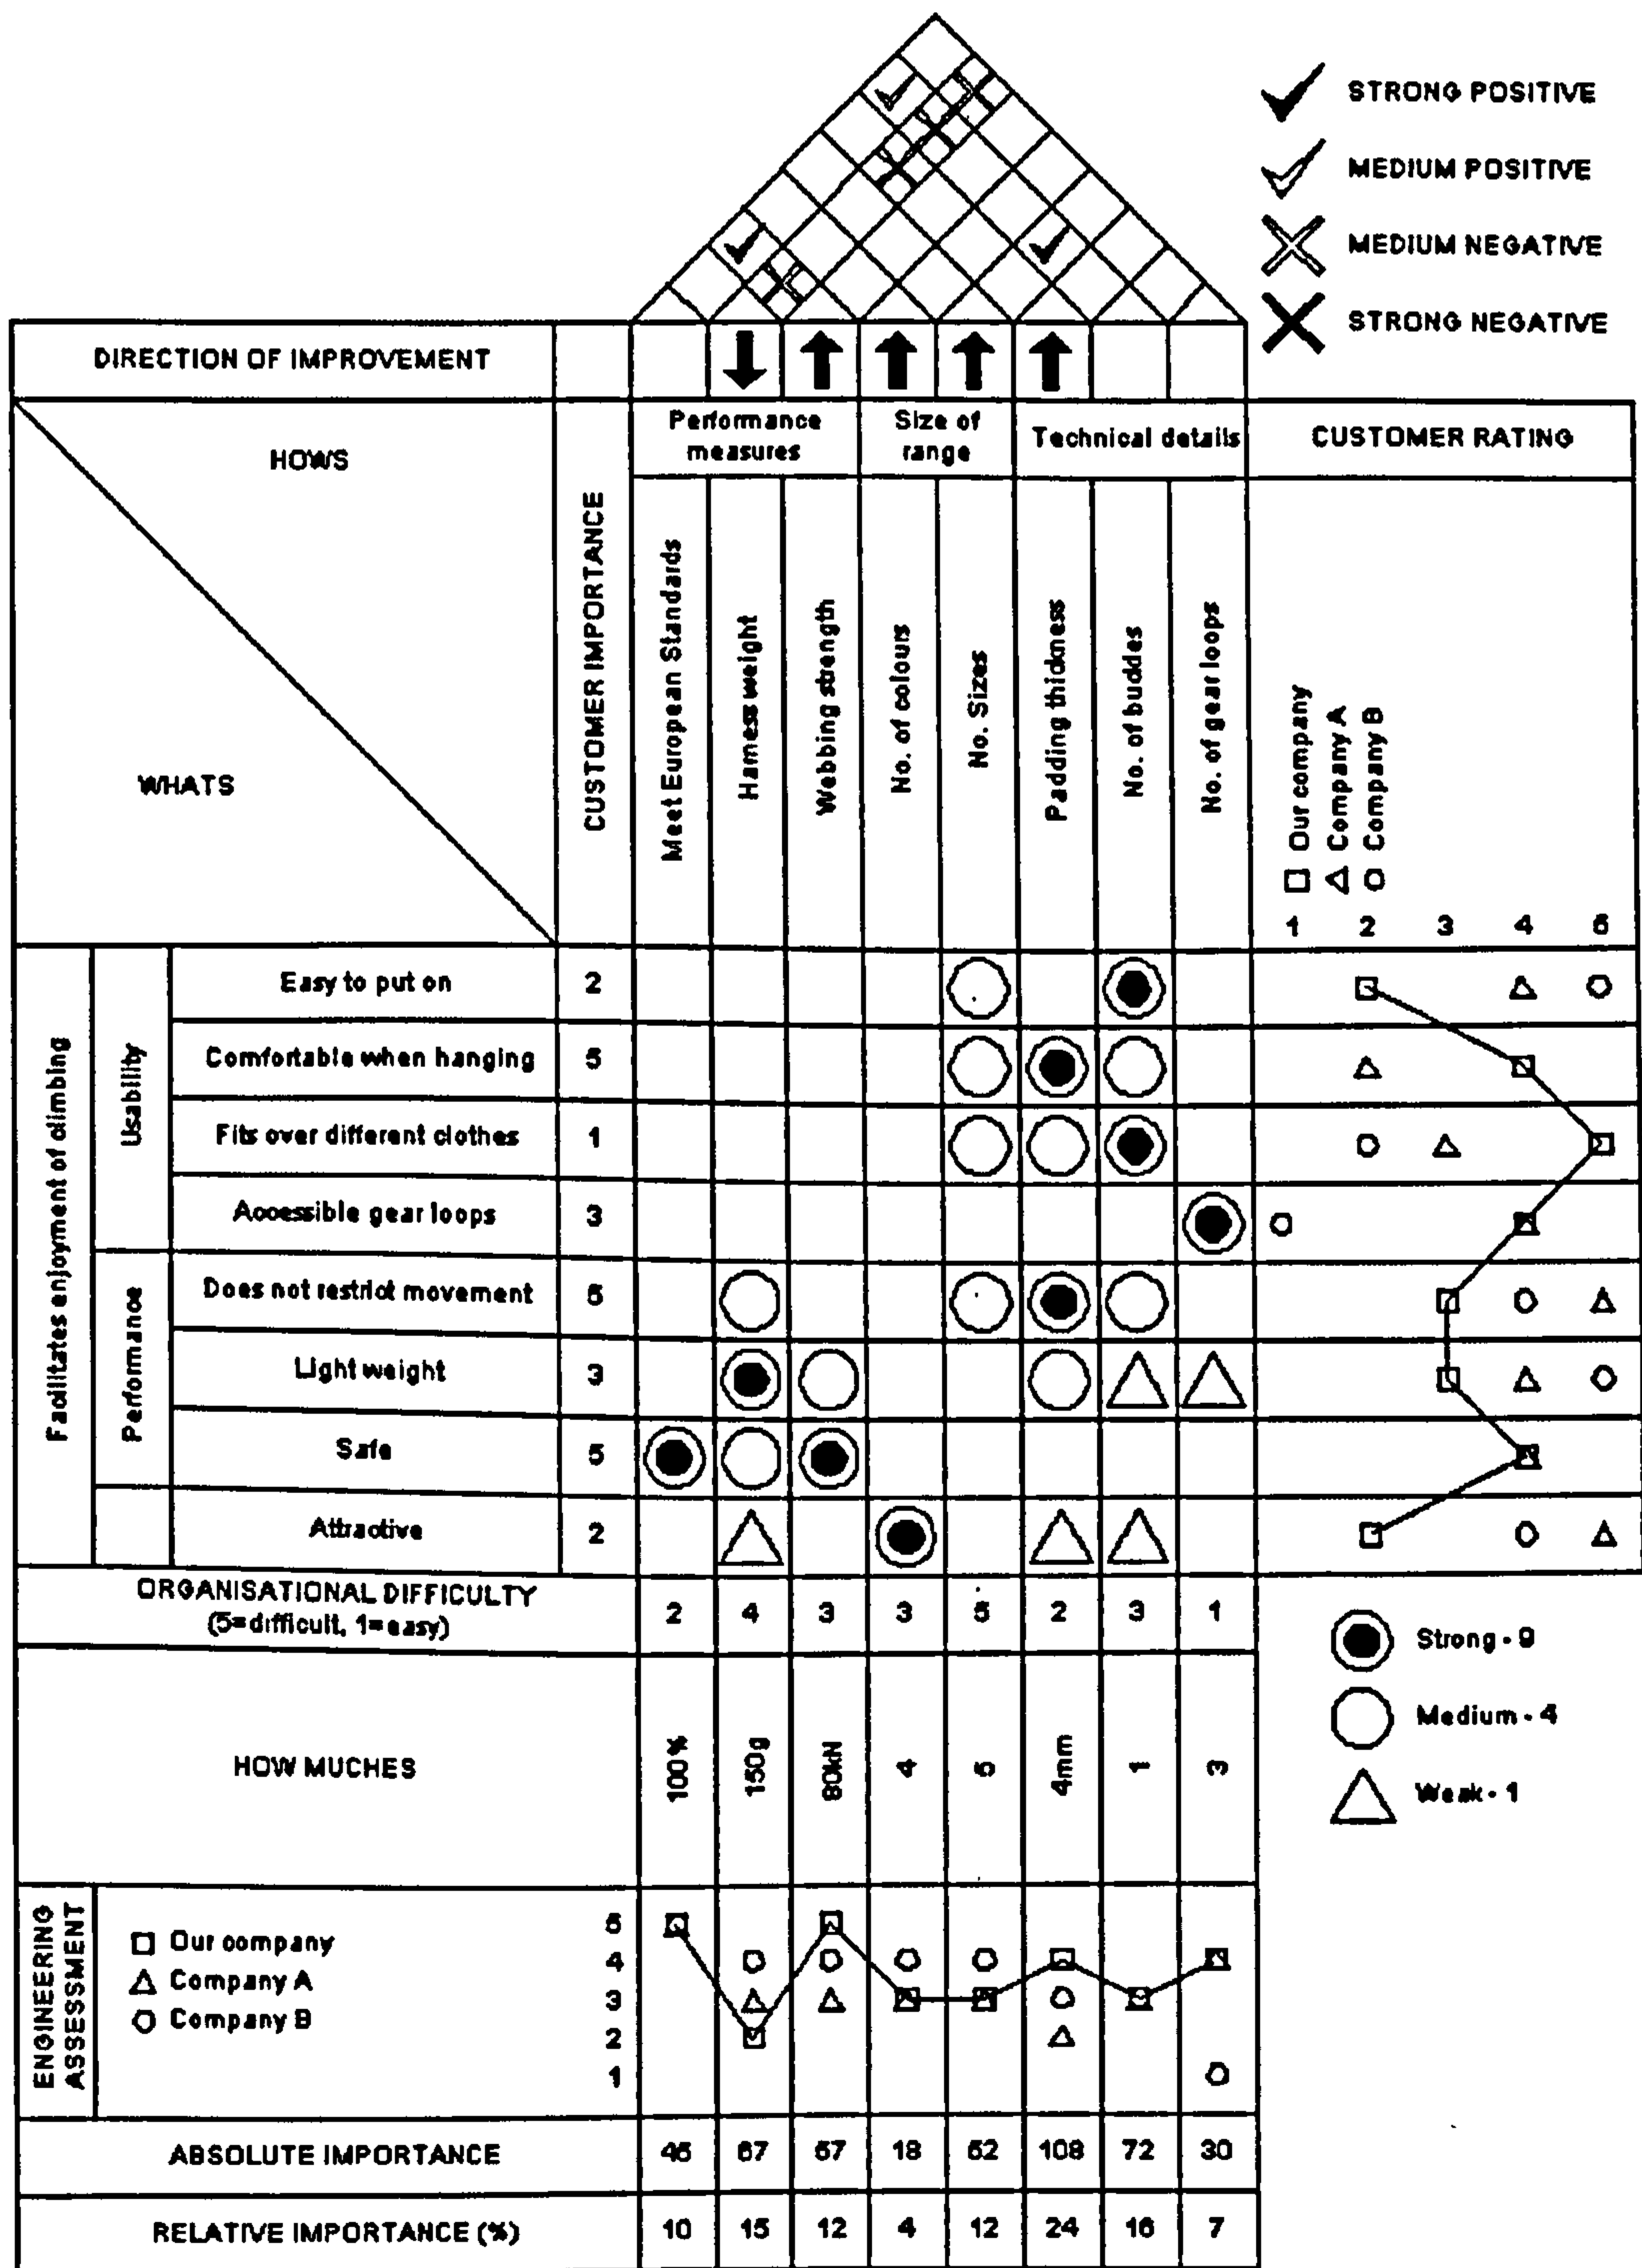 STRONG POSITIVE
MEDIUM POSITIVE
MEDIUM NEGATIVE
STRONG NEGATIVE
DIRECTION OF IMPROVEMENT
HOWS
WHATS
CUSTOMER IMPORTANCE
Performance
measures
Size of
range
Technical details
CUSTOMER RATING
Meet European Standards
Harness weight
Webbing strength
No. of colours
No. Sizes
Padding thickness
No. of buckles
No. of gear loops
Our company
Company A
Company B
1 2 3 4 5
Facilitates enjoyment of climbing
Usability
Easy to put on 2
Comfortable when hanging 5
Fits over different clothes 1
Accessible gear loops 3
Performance
Does not restrict movement 5
Light weight 3
Safe 5
Attractive 2
ORGANISATIONAL DIFFICULTY
(5=difficult, 1=easy)
2 4 3 3 5 2 3 1
Strong - 9
Medium - 4
Weak - 1
HOW MUCHES
100% 150g 80kN 4 5 4mm 1 3
ENGINEERING
ASSESSMENT
Our company
Company A
Company B
5
4
3
2
1
ABSOLUTE IMPORTANCE
45 67 57 18 52 108 72 30
RELATIVE IMPORTANCE (%)
10 15 12 4 12 24 16 7